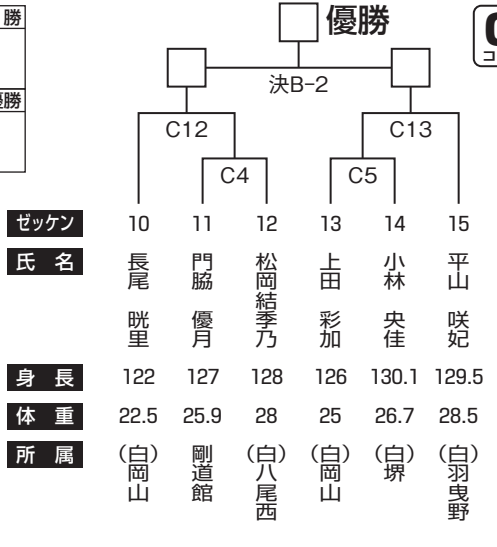 勝
優勝
勝
C
コ
決B-2
C12
C13
C4
C5
ゼッケン 10 11 12 13 14 15
氏 名 長尾 晄里 門脇 優月 松岡結季乃 上田 彩加 小林 央佳 平山 咲妃
身 長 122 127 128 126 130.1 129.5
体 重 22.5 25.9 28 25 26.7 28.5
所 属 (白)岡山 剛道館 (白)八尾西 (白)岡山 (白)堺 (白)羽曳野